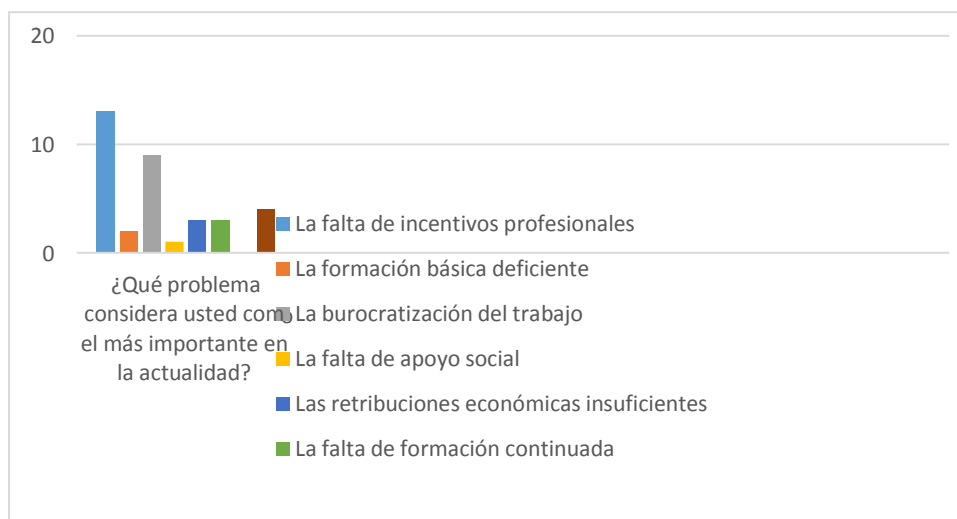 20
10
0
¿Qué problema
considera usted como
el más importante en
la actualidad?
La falta de incentivos profesionales
La formación básica deficiente
La burocratización del trabajo
La falta de apoyo social
Las retribuciones económicas insuficientes
La falta de formación continuada